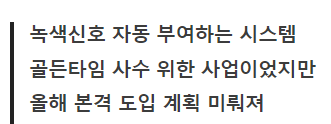 녹색신호 자동 부여하는 시스템
골든타임 사수 위한 사업이었지만
올해 본격 도입 계획 미뤄져